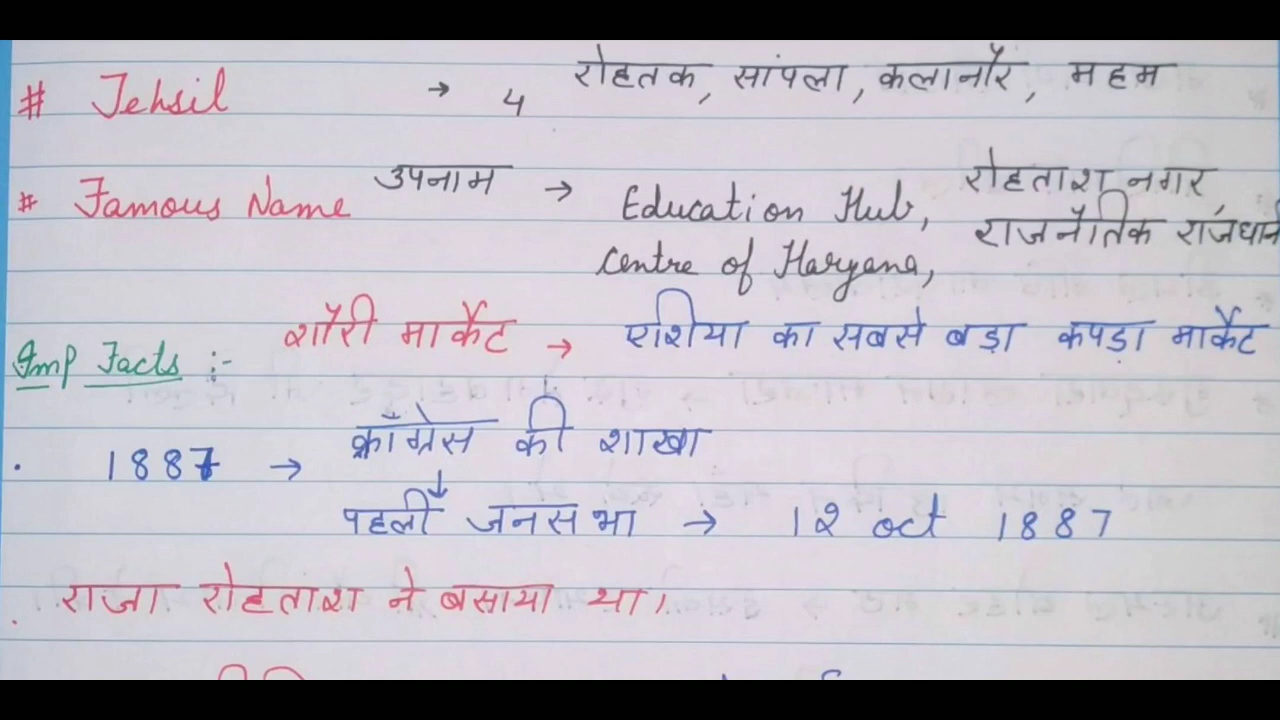 # Tehsil → 4 रोहतक, सांपला, कलानौर, महम
# Famous Name उपनाम → Education Hub, रोहताश नगर,
Centre of Haryana, राजनैतिक राजधानी
शौरी मार्केट → एशिया का सबसे बड़ा कपड़ा मार्केट
Imp Facts :-
. 1887 → काँग्रेस की शाखा
पहली जनसभा → 12 oct 1887
. राजा रोहताश ने बसाया था।